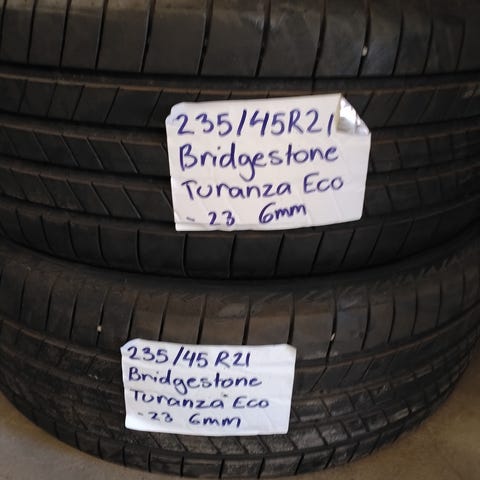 235/45R21
Bridgestone
Turanza Eco
- 23 6mm
235/45 R21
Bridgestone
Turanza Eco
- 23 6mm